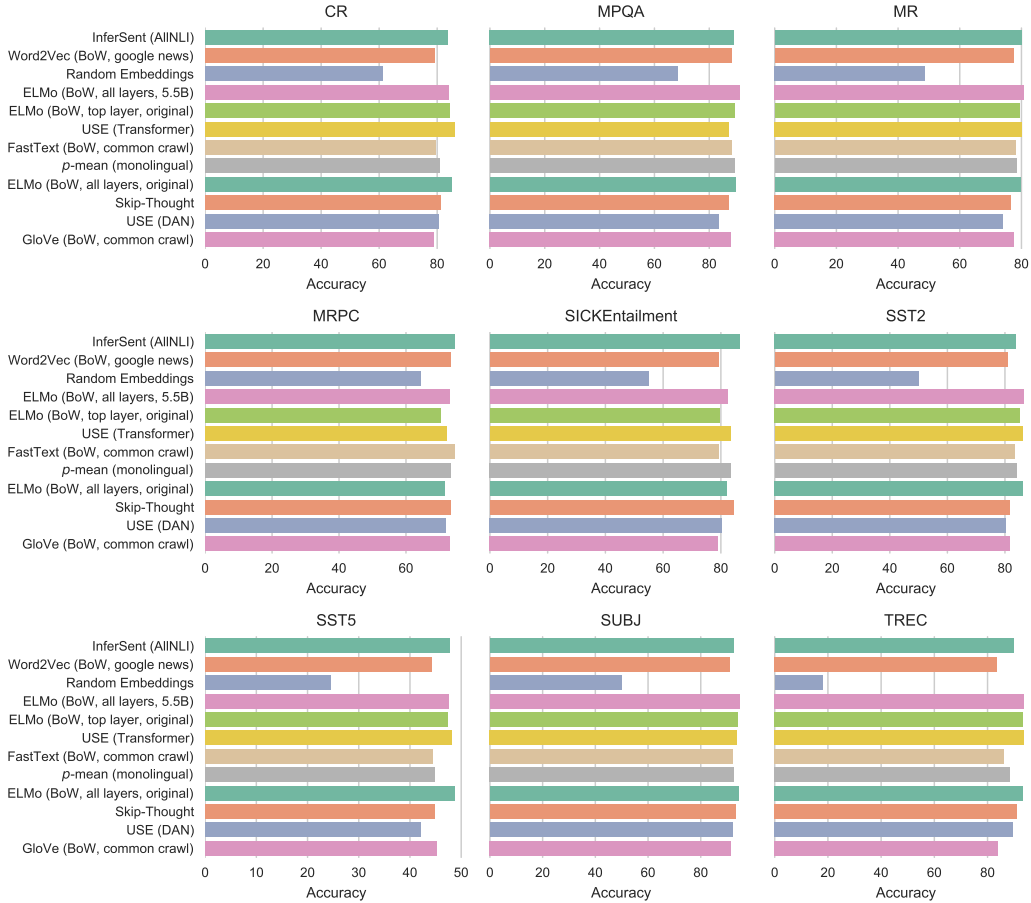 CR MPQA MR
InferSent (AllNLI)
Word2Vec (BoW, google news)
Random Embeddings
ELMo (BoW, all layers, 5.5B)
ELMo (BoW, top layer, original)
USE (Transformer)
FastText (BoW, common crawl)
p-mean (monolingual)
ELMo (BoW, all layers, original)
Skip-Thought
USE (DAN)
GloVe (BoW, common crawl)
0 20 40 60 80 0 20 40 60 80 0 20 40 60 80
Accuracy Accuracy Accuracy
MRPC SICKEntailment SST2
InferSent (AllNLI)
Word2Vec (BoW, google news)
Random Embeddings
ELMo (BoW, all layers, 5.5B)
ELMo (BoW, top layer, original)
USE (Transformer)
FastText (BoW, common crawl)
p-mean (monolingual)
ELMo (BoW, all layers, original)
Skip-Thought
USE (DAN)
GloVe (BoW, common crawl)
0 20 40 60 0 20 40 60 80 0 20 40 60 80
Accuracy Accuracy Accuracy
SST5 SUBJ TREC
InferSent (AllNLI)
Word2Vec (BoW, google news)
Random Embeddings
ELMo (BoW, all layers, 5.5B)
ELMo (BoW, top layer, original)
USE (Transformer)
FastText (BoW, common crawl)
p-mean (monolingual)
ELMo (BoW, all layers, original)
Skip-Thought
USE (DAN)
GloVe (BoW, common crawl)
0 10 20 30 40 50 0 20 40 60 80 0 20 40 60 80
Accuracy Accuracy Accuracy